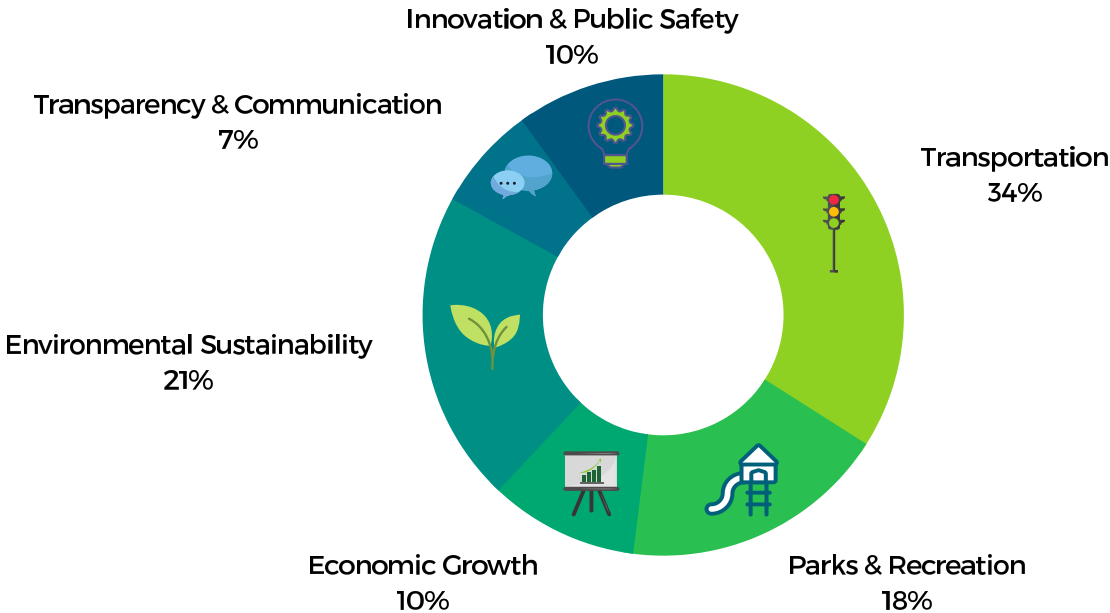 Innovation & Public Safety
10%
Transparency & Communication
7%
Transportation
34%
Environmental Sustainability
21%
Economic Growth
10%
Parks & Recreation
18%